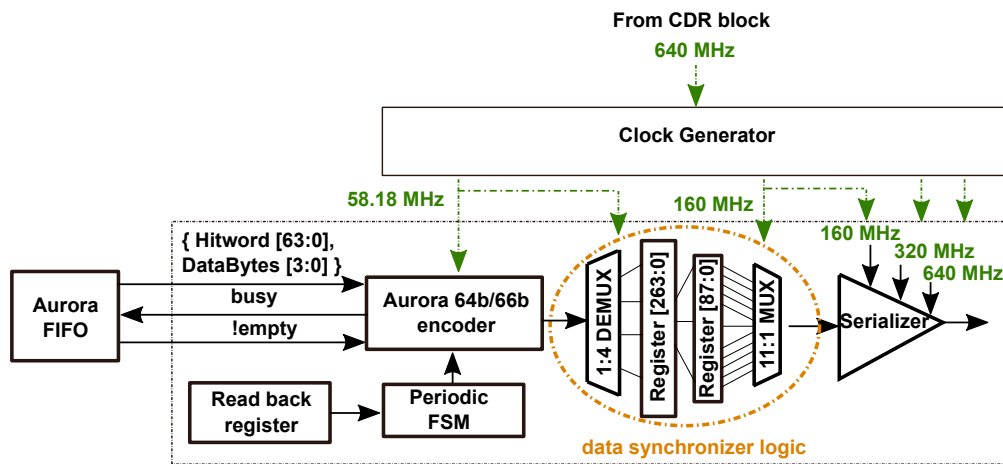 From CDR block
640 MHz
Clock Generator
58.18 MHz
160 MHz
{ Hitword [63:0],
DataBytes [3:0] }
busy
!empty
Aurora
FIFO
Aurora 64b/66b
encoder
Read back
register
Periodic
FSM
1:4 DEMUX
Register [263:0]
Register [87:0]
11:1 MUX
data synchronizer logic
160 MHz
320 MHz
640 MHz
Serializer